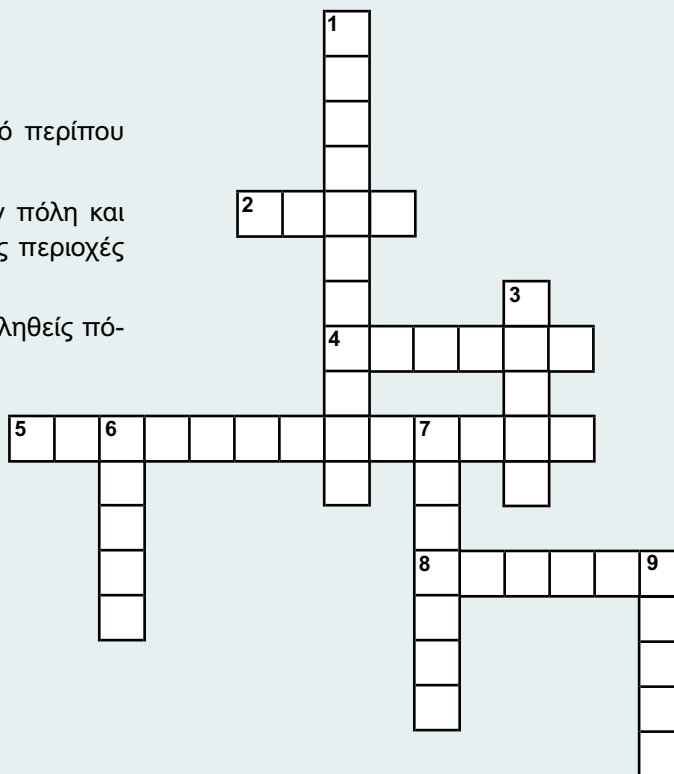 1
ό περίπου
2
ν πόλη και
ς περιοχές
3
ληθείς πό-
4
5 6 7
8 9